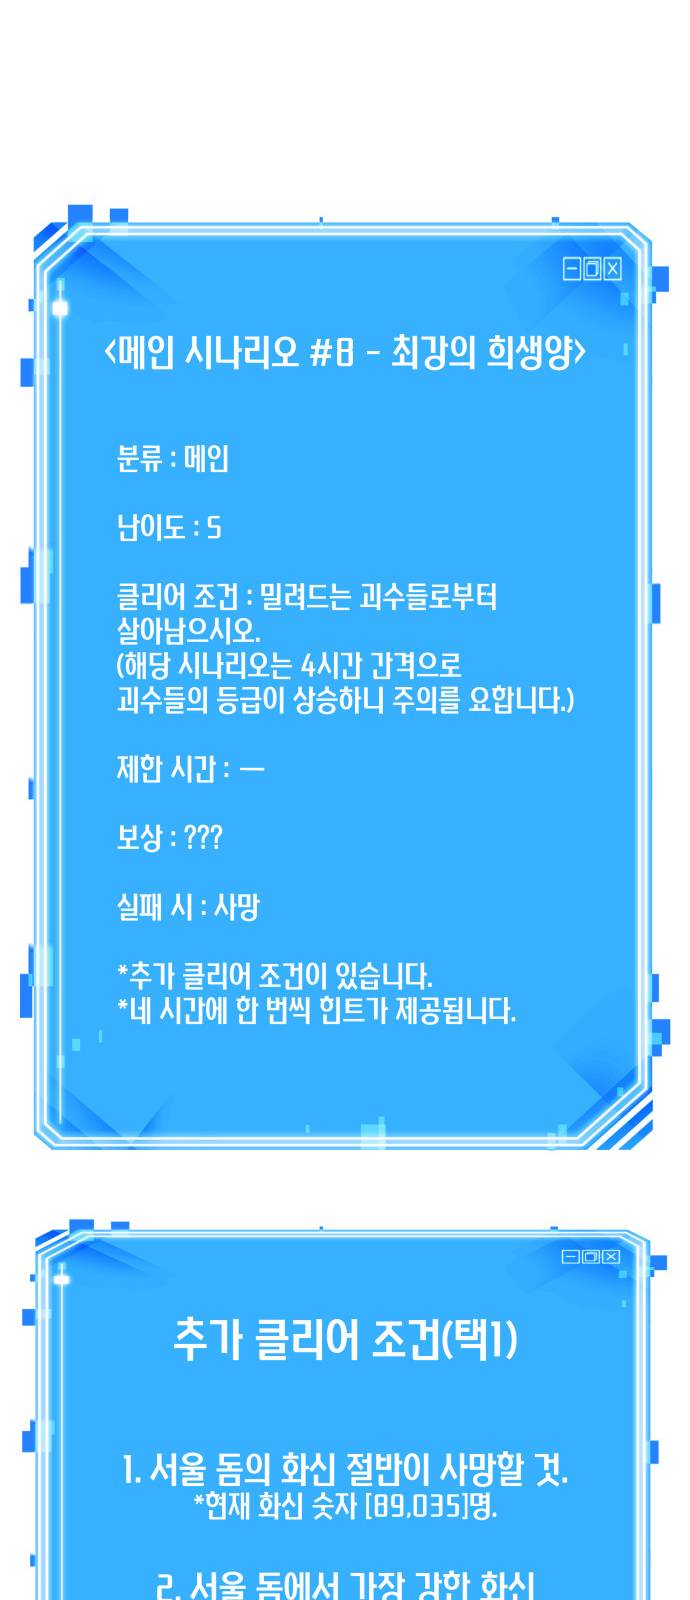 <메인 시나리오 #8 - 최강의 희생양>
분류 : 메인
난이도 : S
클리어 조건 : 밀려드는 괴수들로부터
살아남으시오.
(해당 시나리오는 4시간 간격으로
괴수들의 등급이 상승하니 주의를 요합니다.)
제한 시간 : —
보상 : ???
실패 시 : 사망
*추가 클리어 조건이 있습니다.
*네 시간에 한 번씩 힌트가 제공됩니다.
추가 클리어 조건(택1)
1. 서울 돔의 화신 절반이 사망할 것.
*현재 화신 숫자 [89,035]명.
2. 서울 돔에서 가장 강한 화신